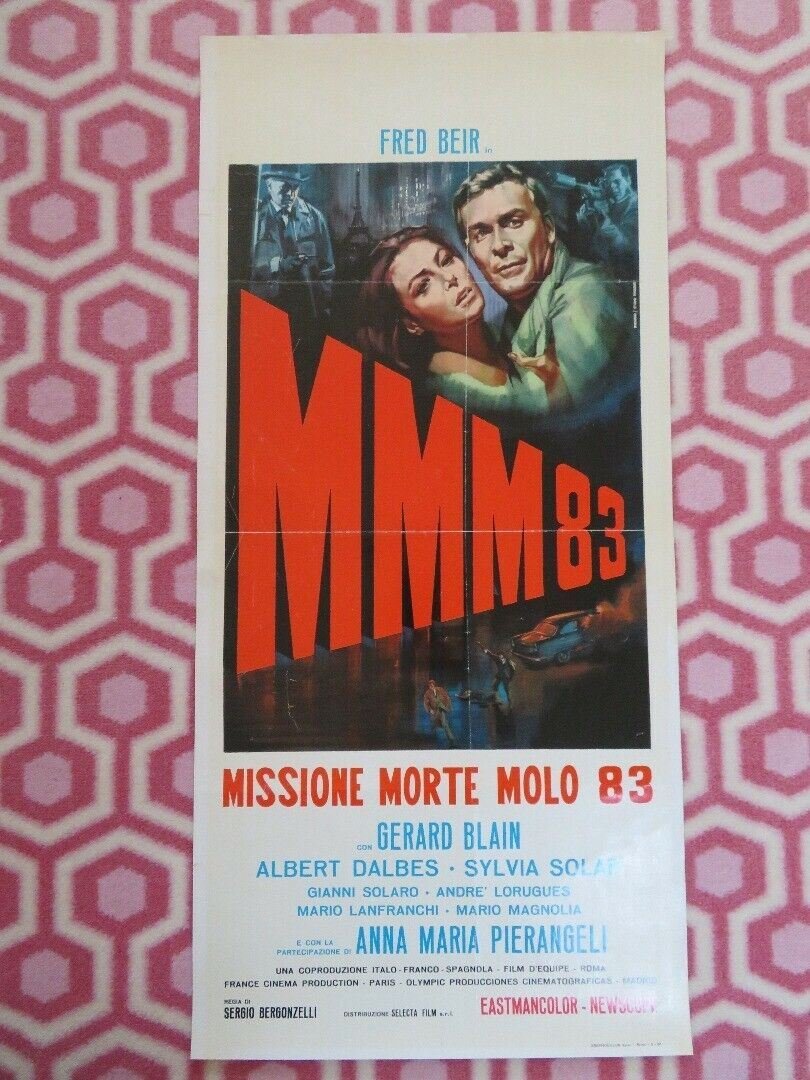 FRED BEIR in
MMM 83
MISSIONE MORTE MOLO 83
CON GERARD BLAIN
ALBERT DALBES · SYLVIA SOLAR
GIANNI SOLARO · ANDRE' LORUGUES
MARIO LANFRANCHI · MARIO MAGNOLIA
E CON LA
PARTECIPAZIONE DI ANNA MARIA PIERANGELI
UNA COPRODUZIONE ITALO - FRANCO - SPAGNOLA - FILM D'EQUIPE - ROMA
FRANCE CINEMA PRODUCTION - PARIS - OLYMPIC PRODUCCIONES CINEMATOGRAFICAS - MADRID
REGIA DI
SERGIO BERGONZELLI
DISTRIBUZIONE SELECTA FILM s.r.l.
EASTMANCOLOR - NEWSCOPE